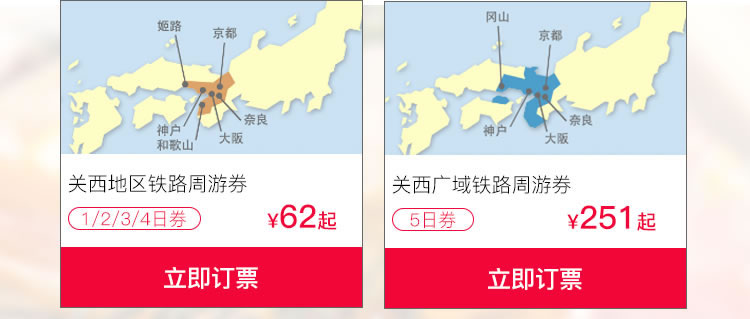 姬路
京都
神户
和歌山
大阪
奈良
关西地区铁路周游券
1/2/3/4日券
¥62起
立即订票
冈山
京都
神户
大阪
奈良
关西广域铁路周游券
5日券
¥251起
立即订票